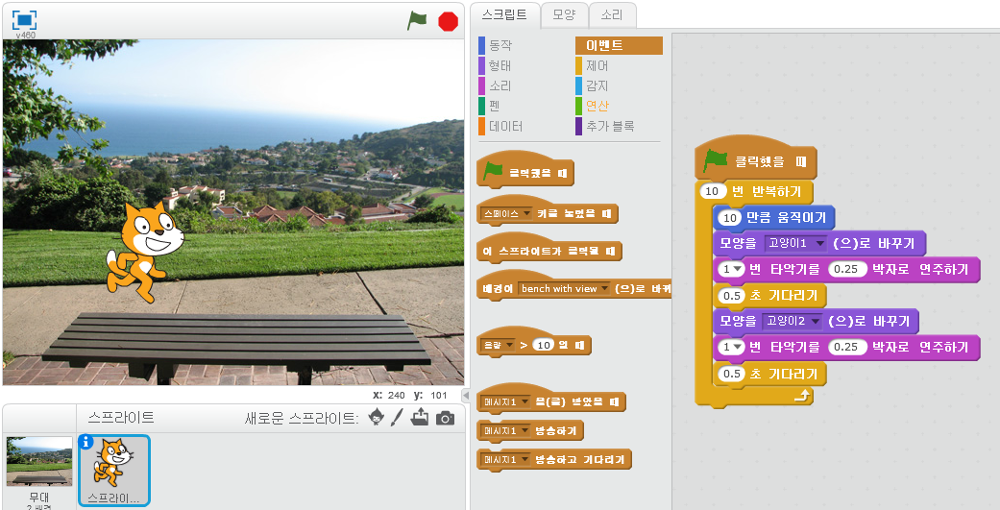 v460
x: 240 y: 101
스프라이트 새로운 스프라이트:
무대
2 배경
스프라이...
스크립트 모양 소리
동작 이벤트
형태 제어
소리 감지
펜 연산
데이터 추가 블록
클릭했을 때
스페이스 키를 눌렀을 때
이 스프라이트가 클릭될 때
배경이 bench with view (으)로 바뀌
음량 > 10 일 때
메시지1 을(를) 받았을 때
메시지1 방송하기
메시지1 방송하고 기다리기
클릭했을 때
10 번 반복하기
10 만큼 움직이기
모양을 고양이1 (으)로 바꾸기
1 번 타악기를 0.25 박자로 연주하기
0.5 초 기다리기
모양을 고양이2 (으)로 바꾸기
1 번 타악기를 0.25 박자로 연주하기
0.5 초 기다리기